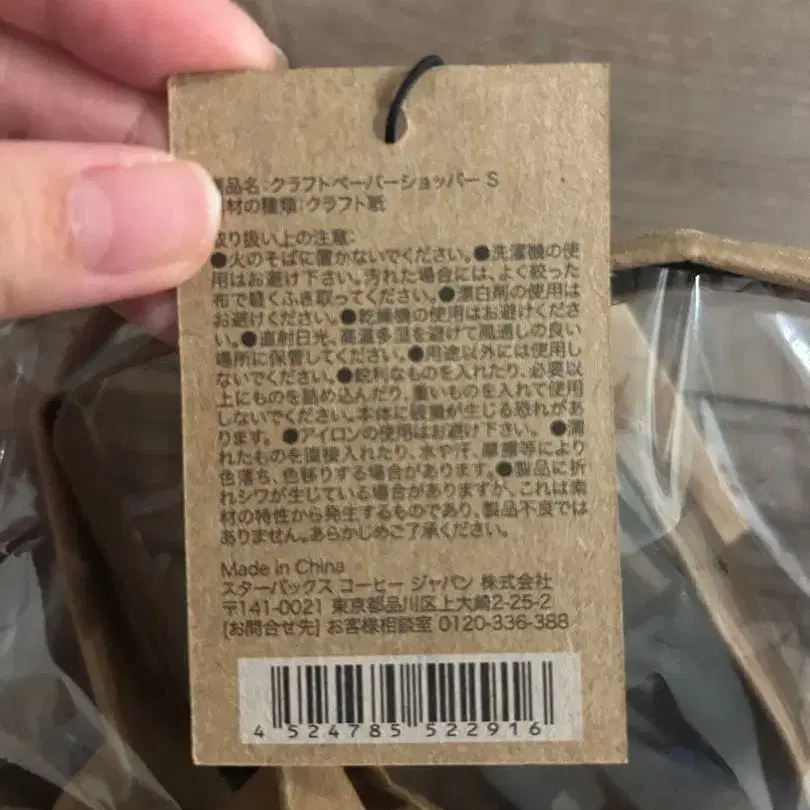 品名:クラフトペーパーショッパー S
材の種類:クラフト紙
取り扱い上の注意:
●火のそばに置かないでください。●洗濯機の使
用はお避け下さい。汚れた場合には、よく絞った
布で軽くふき取ってください。●漂白剤の使用は
お避けください。●乾燥機の使用はお避けくださ
い。●直射日光、高温多湿を避けて風通しの良い
場所に保管してください。●用途以外には使用し
ないでください。●鋭利なものを入れたり、必要以
上にものを詰め込んだり、重いものを入れて使用
しないでください。本体に破損が生じる恐れがあ
ります。●アイロンの使用はお避け下さい。●濡
れたものを直接入れたり、水や汗、摩擦等により
色落ち、色移りする場合があります。●製品に折
れシワが生じている場合がありますが、これは素
材の特性から発生するものであり、製品不良では
ありません。あらかじめご了承ください。
Made in China
スターバックス コーヒー ジャパン 株式会社
〒141-0021 東京都品川区上大崎2-25-2
[お問合せ先] お客様相談室 0120-336-388
4 524785 522916